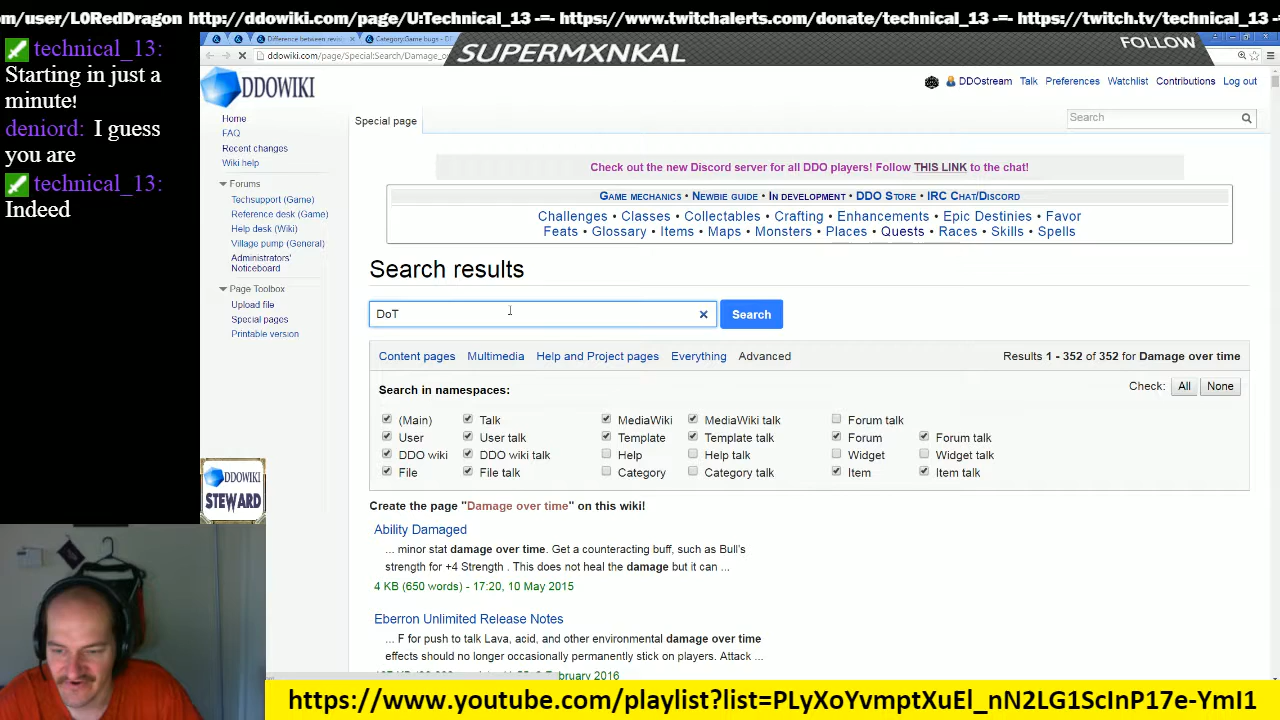 om/user/L0RedDragon http://ddowiki.com/page/U:Technical_13 -=- https://www.twitchalerts.com/donate/technical_13 -=- https://twitch.tv/technical_13 -=
technical_13:
Starting in just a
minute!
deniord: I guess
you are
technical_13:
Indeed
Difference between revis
Category:Game bugs -
ddowiki.com/page/Special:Search/Damage_o
SUPERMXNKAL
FOLLOW
DDOWIKI
DDOstream Talk Preferences Watchlist Contributions Log out
Home
FAQ
Recent changes
Wiki help
Forums
Techsupport (Game)
Reference desk (Game)
Help desk (Wiki)
Village pump (General)
Administrators'
Noticeboard
Page Toolbox
Upload file
Special pages
Printable version
DDOWIKI
STEWARD
Special page
Search
Check out the new Discord server for all DDO players! Follow THIS LINK to the chat!
Game mechanics • Newbie guide • In development • DDO Store • IRC Chat/Discord
Challenges • Classes • Collectables • Crafting • Enhancements • Epic Destinies • Favor
Feats • Glossary • Items • Maps • Monsters • Places • Quests • Races • Skills • Spells
Search results
DoT
Search
Content pages Multimedia Help and Project pages Everything Advanced
Results 1 - 352 of 352 for Damage over time
Search in namespaces:
Check: All None
(Main) Talk MediaWiki MediaWiki talk Forum talk
User User talk Template Template talk Forum Forum talk
DDO wiki DDO wiki talk Help Help talk Widget Widget talk
File File talk Category Category talk Item Item talk
Create the page "Damage over time" on this wiki!
Ability Damaged
... minor stat damage over time. Get a counteracting buff, such as Bull's
strength for +4 Strength . This does not heal the damage but it can ...
4 KB (650 words) - 17:20, 10 May 2015
Eberron Unlimited Release Notes
... F for push to talk Lava, acid, and other environmental damage over time
effects should no longer occasionally permanently stick on players. Attack ...
February 2016
https://www.youtube.com/playlist?list=PLyXoYvmptXuEl_nN2LG1ScInP17e-YmI1